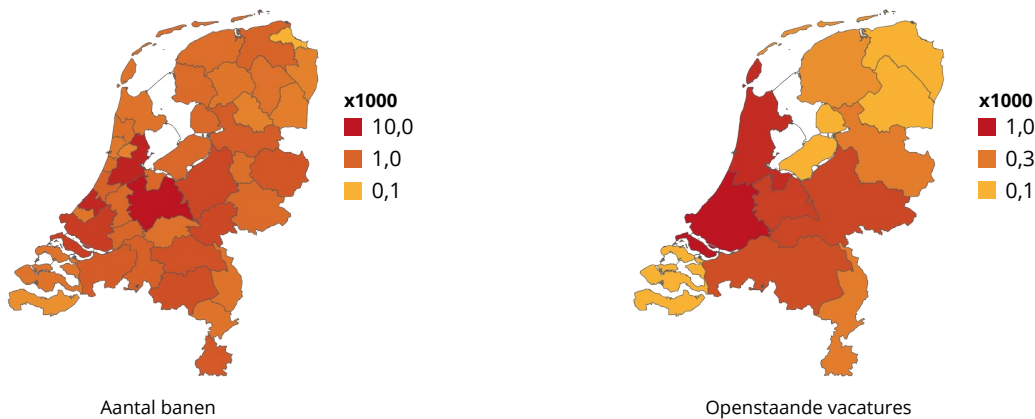 x1000
10,0
1,0
0,1
Aantal banen
x1000
1,0
0,3
0,1
Openstaande vacatures